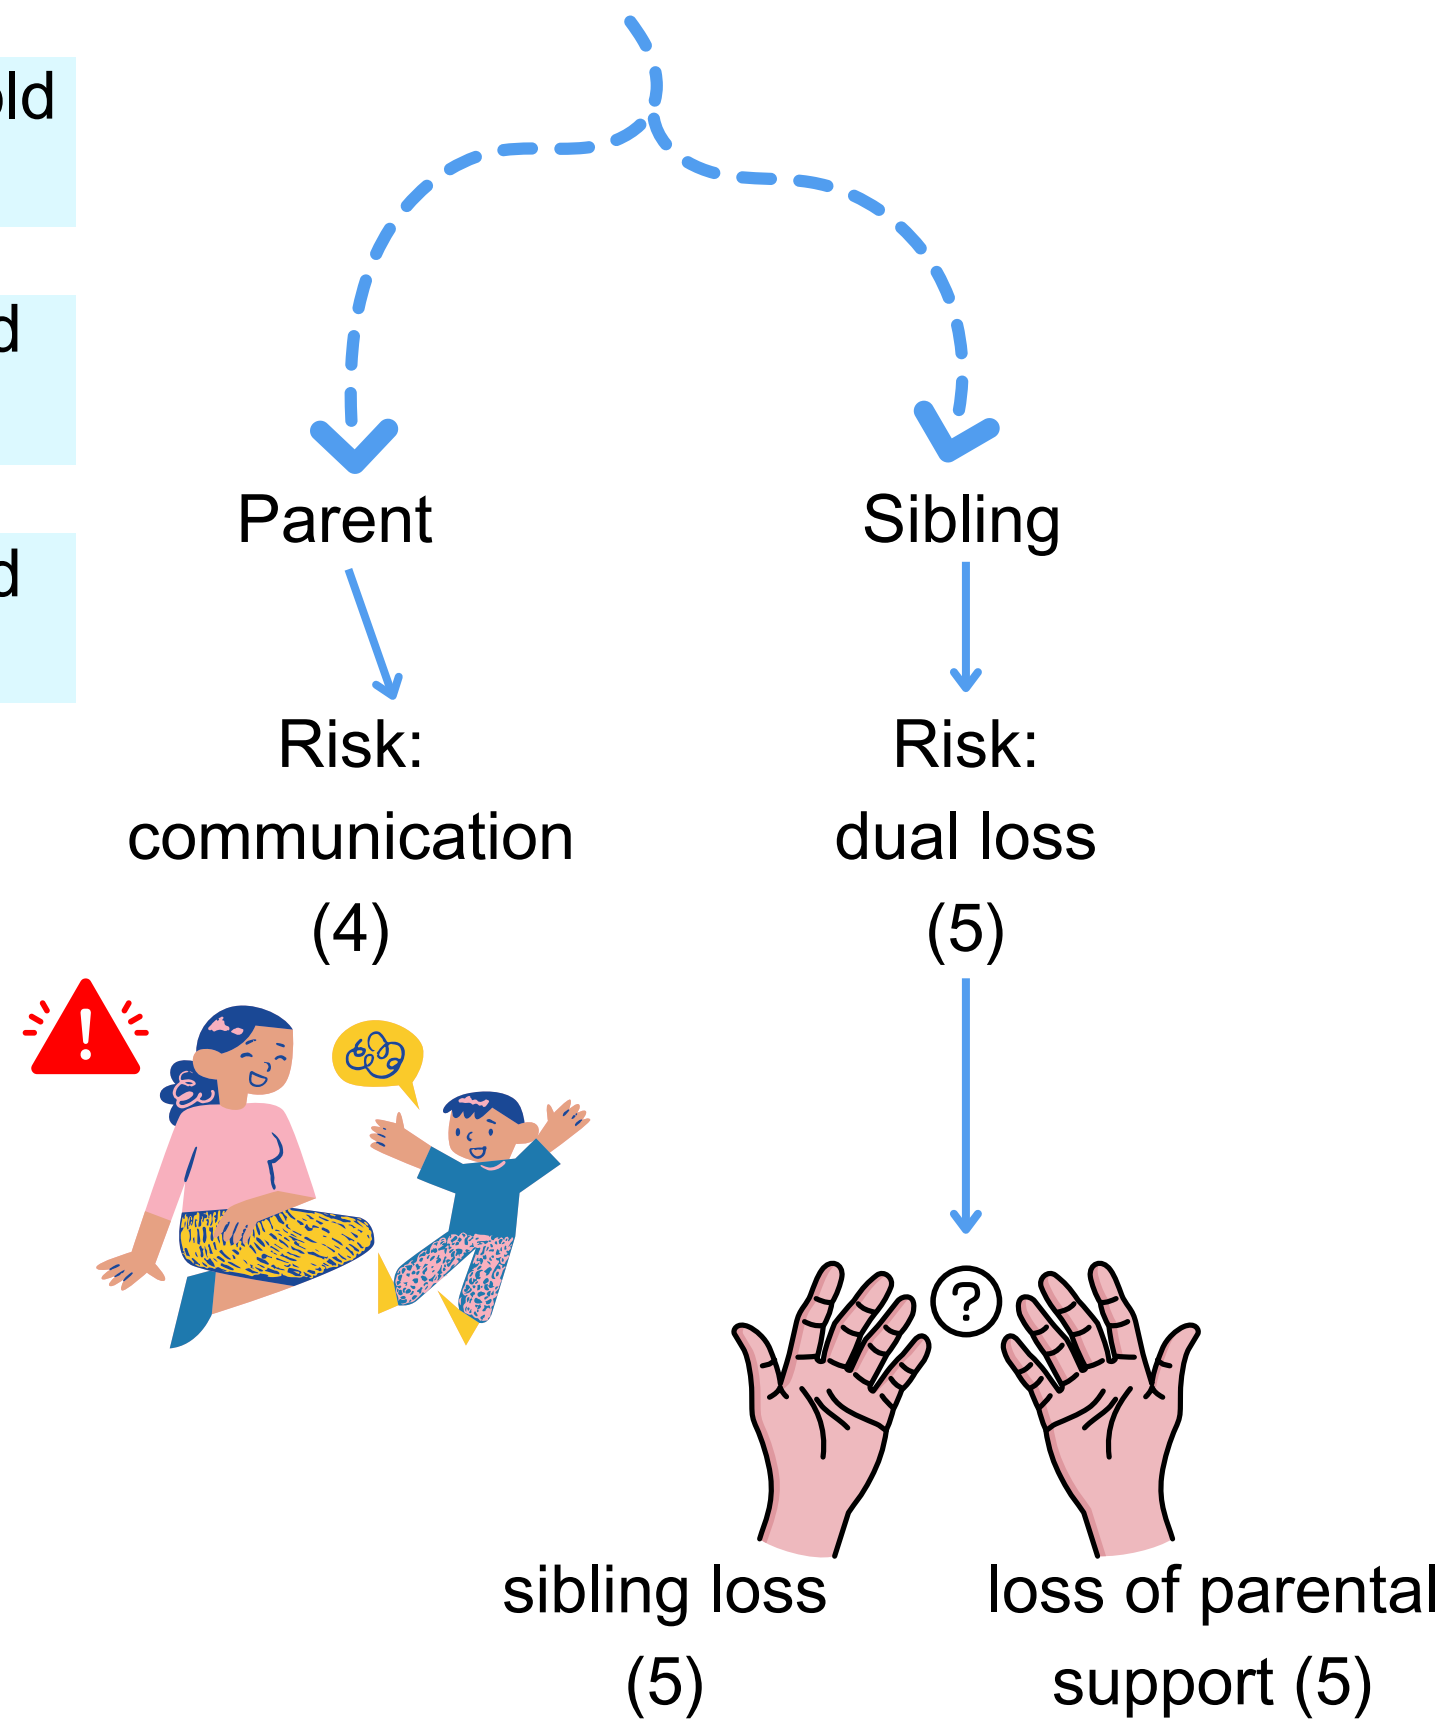 Parent
Sibling
Risk:
communication
(4)
Risk:
dual loss
(5)
?
sibling loss
(5)
loss of parental
support (5)